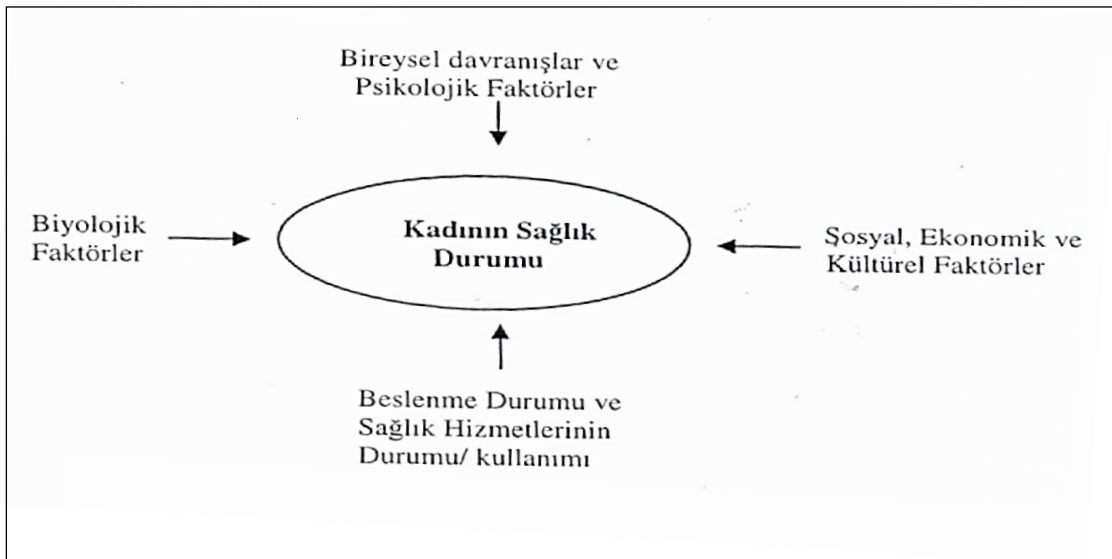 Bireysel davranışlar ve
Psikolojik Faktörler
Biyolojik
Faktörler
Kadının Sağlık
Durumu
Şosyal, Ekonomik ve
Kültürel Faktörler
Beslenme Durumu ve
Sağlık Hizmetlerinin
Durumu/ kullanımı